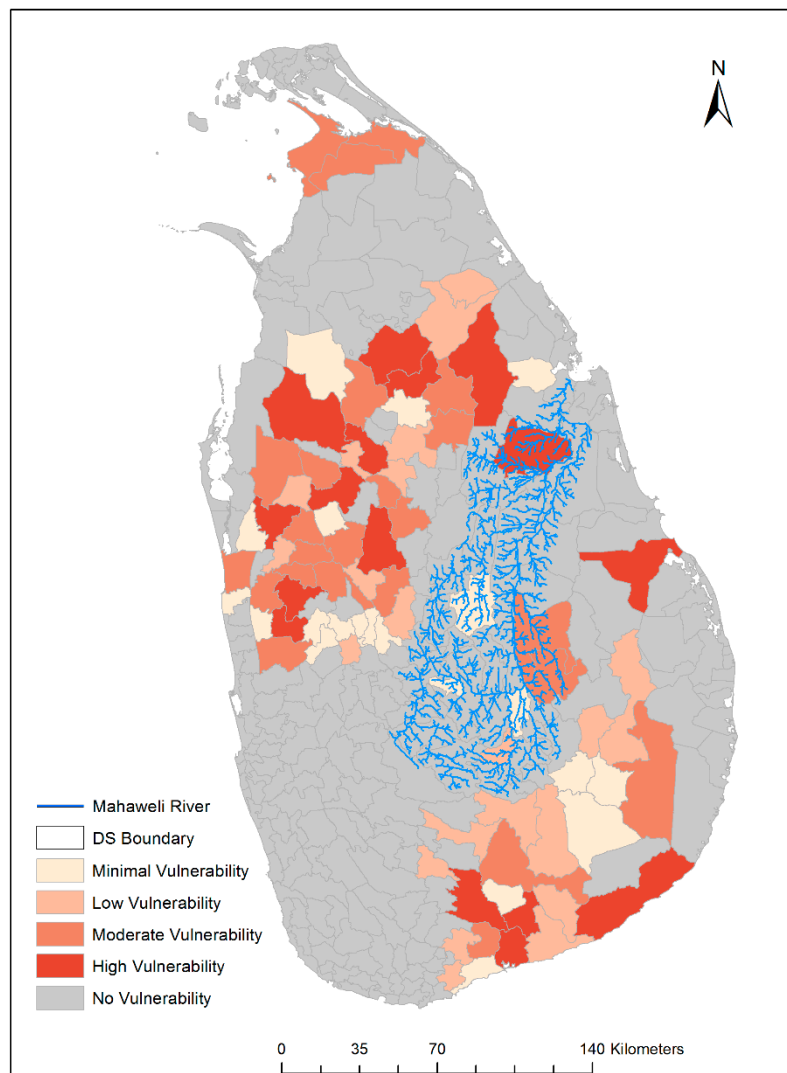 N
Mahaweli River
DS Boundary
Minimal Vulnerability
Low Vulnerability
Moderate Vulnerability
High Vulnerability
No Vulnerability
0 35 70 140 Kilometers